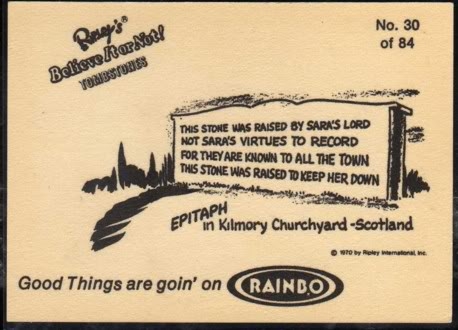 Ripley's
Believe It or Not!
TOMBSTONES
No. 30
of 84
THIS STONE WAS RAISED BY SARA'S LORD
NOT SARA'S VIRTUES TO RECORD
FOR THEY ARE KNOWN TO ALL THE TOWN
THIS STONE WAS RAISED TO KEEP HER DOWN
EPITAPH
in Kilmory Churchyard - Scotland
© 1970 by Ripley International, Inc.
Good Things are goin' on RAINBO